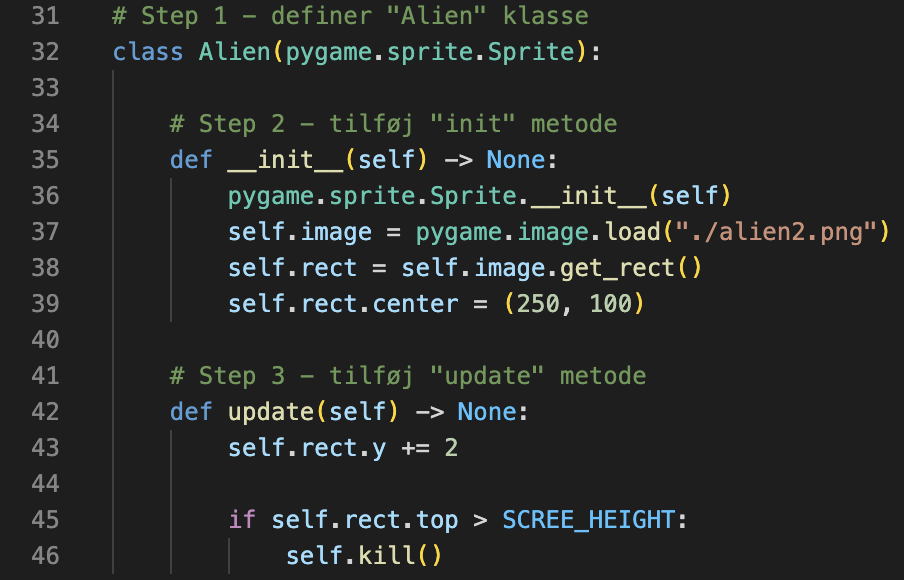 31 # Step 1 – definer "Alien" klasse
32 class Alien(pygame.sprite.Sprite):
33
34 # Step 2 – tilføj "init" metode
35 def __init__(self) -> None:
36 pygame.sprite.Sprite.__init__(self)
37 self.image = pygame.image.load("./alien2.png")
38 self.rect = self.image.get_rect()
39 self.rect.center = (250, 100)
40
41 # Step 3 – tilføj "update" metode
42 def update(self) -> None:
43 self.rect.y += 2
44
45 if self.rect.top > SCREE_HEIGHT:
46 self.kill()